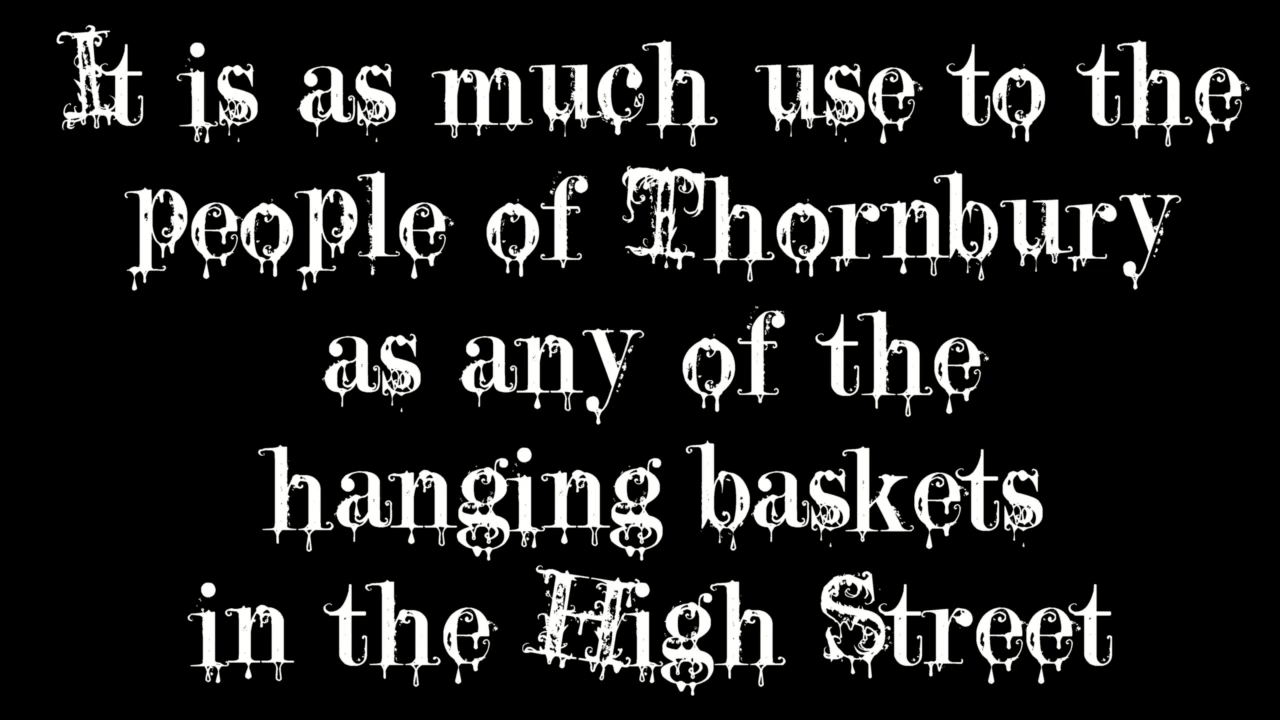 It is as much use to the
people of Thornbury
as any of the
hanging baskets
in the High Street